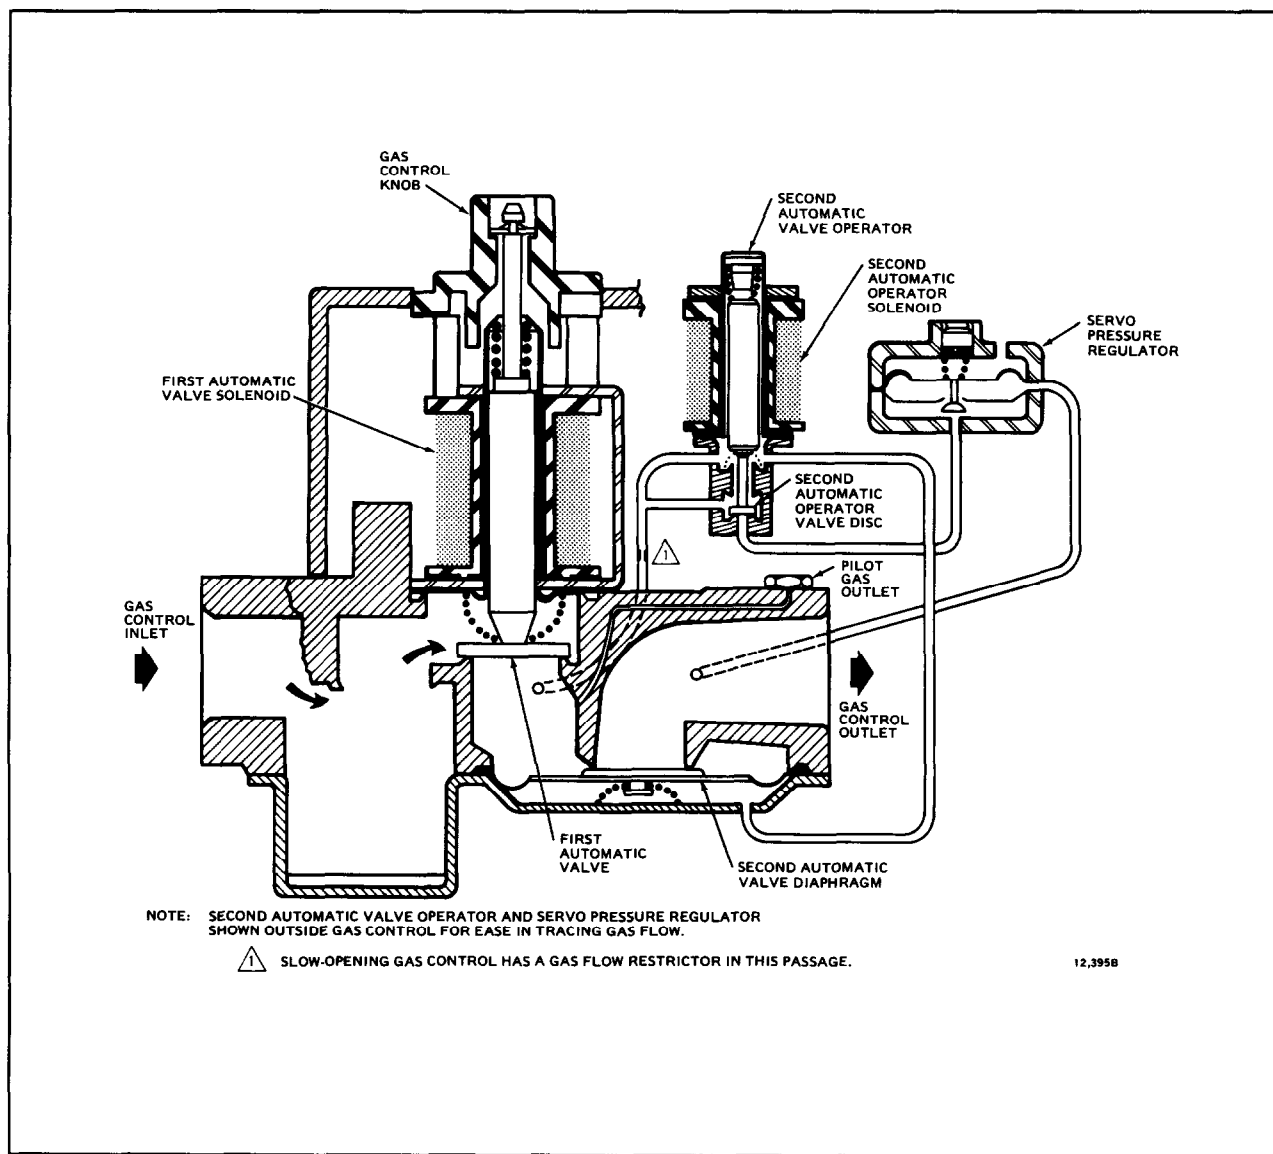 GAS
CONTROL
KNOB
SECOND
AUTOMATIC
VALVE OPERATOR
SECOND
AUTOMATIC
OPERATOR
SOLENOID
SERVO
PRESSURE
REGULATOR
FIRST AUTOMATIC
VALVE SOLENOID
SECOND
AUTOMATIC
OPERATOR
VALVE DISC
1
PILOT
GAS
OUTLET
GAS
CONTROL
INLET
GAS
CONTROL
OUTLET
FIRST
AUTOMATIC
VALVE
SECOND AUTOMATIC
VALVE DIAPHRAGM
NOTE: SECOND AUTOMATIC VALVE OPERATOR AND SERVO PRESSURE REGULATOR
SHOWN OUTSIDE GAS CONTROL FOR EASE IN TRACING GAS FLOW.
1 SLOW-OPENING GAS CONTROL HAS A GAS FLOW RESTRICTOR IN THIS PASSAGE.
12,395B